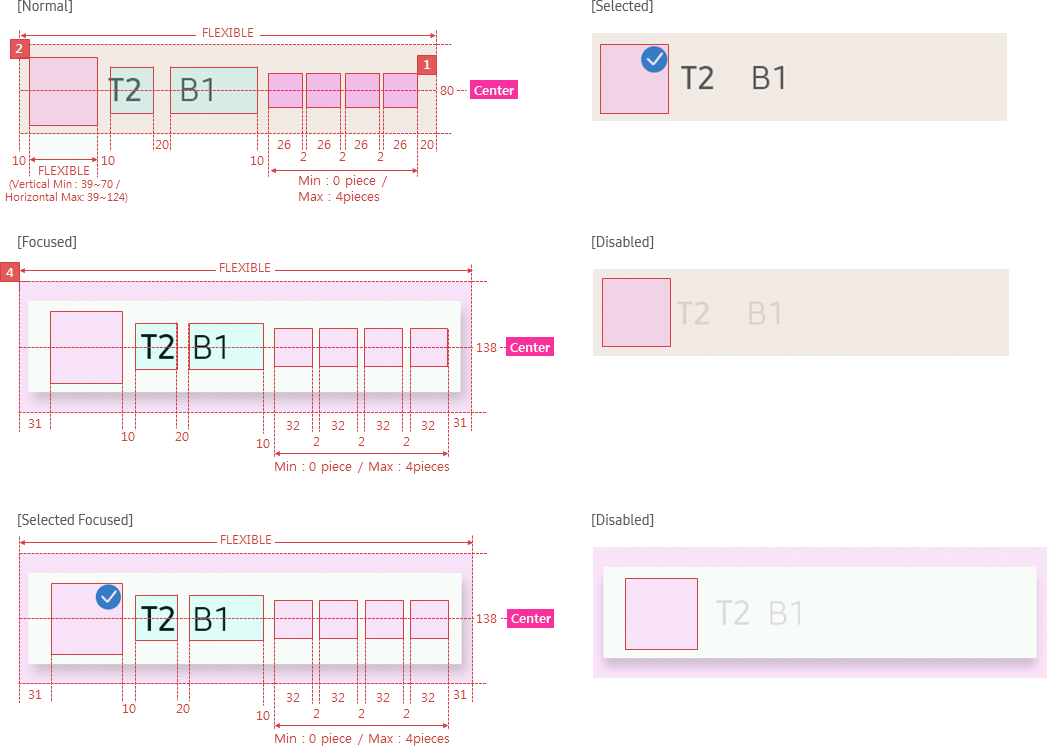 [Normal]
[Selected]
FLEXIBLE
2
1
T2 B1
80
Center
T2 B1
10
10
20
10
26 26 26 26
20
2 2 2
FLEXIBLE
(Vertical Min : 39~70 /
Horizontal Max: 39~124)
Min : 0 piece /
Max : 4pieces
[Focused]
[Disabled]
FLEXIBLE
4
T2 B1
138
Center
T2 B1
31
10
20
10
32 32 32 32
31
2 2 2
Min : 0 piece / Max : 4pieces
[Selected Focused]
[Disabled]
FLEXIBLE
T2 B1
138
Center
T2 B1
31
10
20
10
32 32 32 32
31
2 2 2
Min : 0 piece / Max : 4pieces